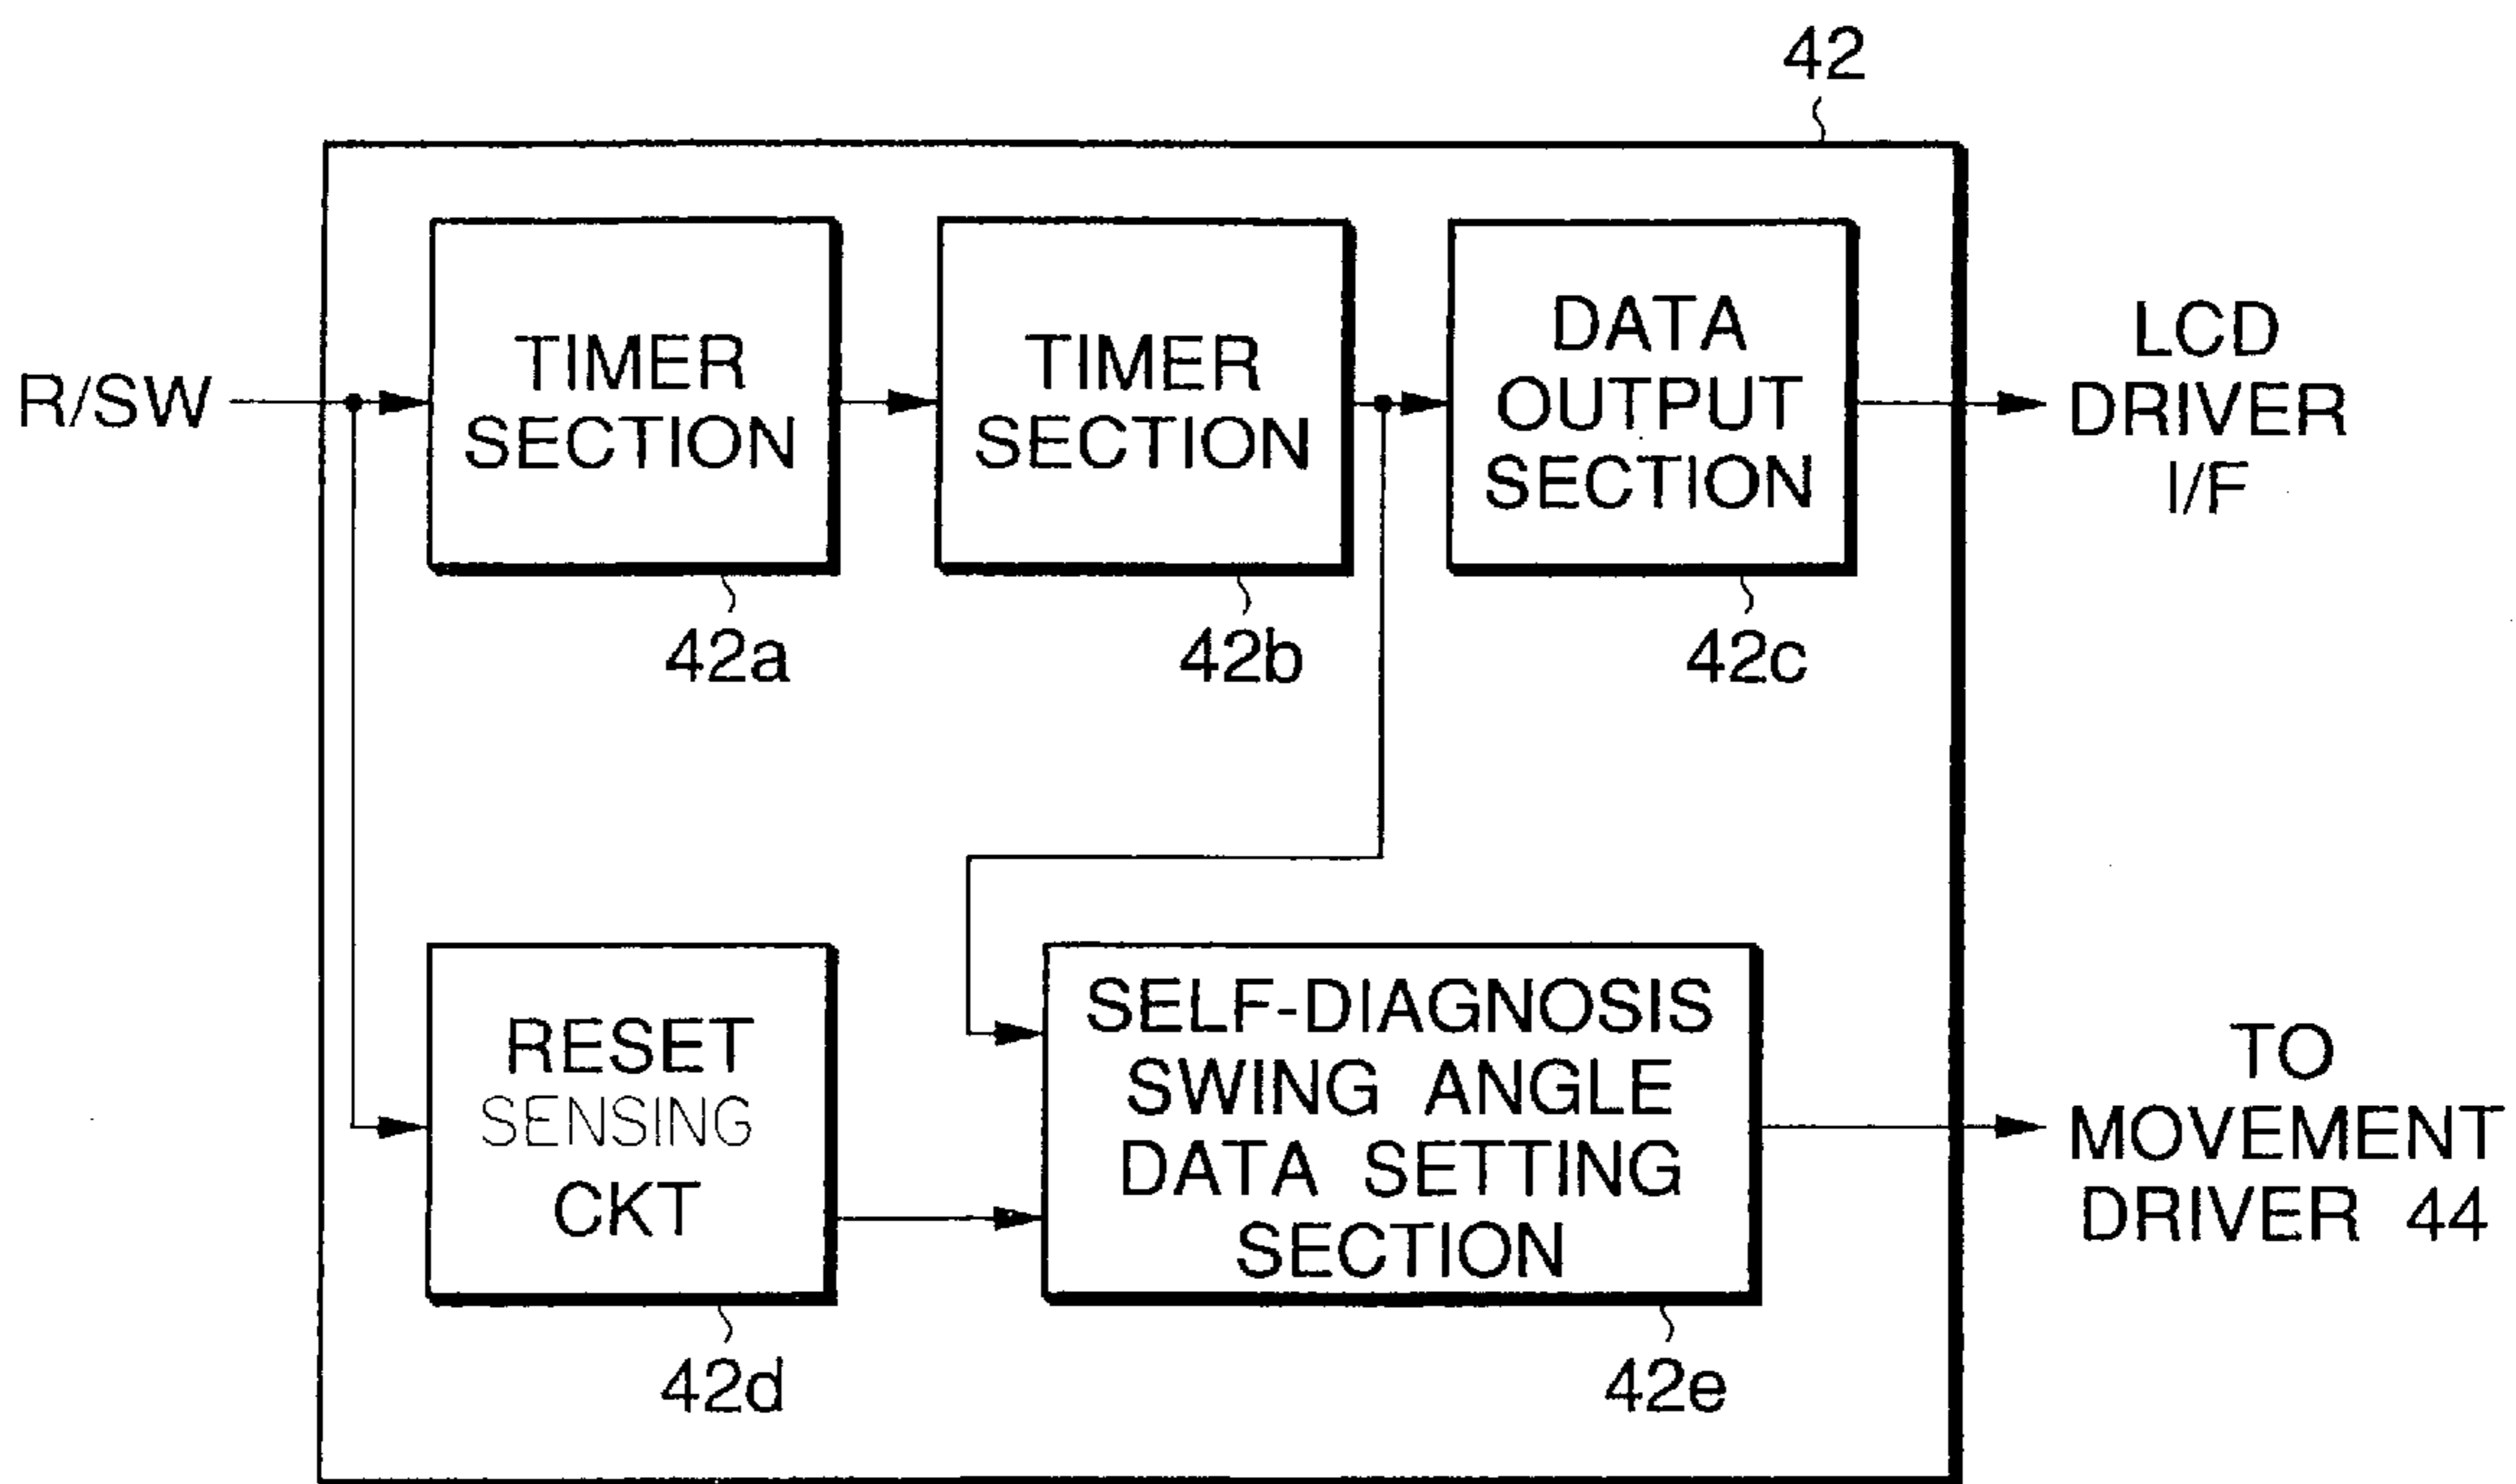 42
R/SW
TIMER
SECTION
42a
TIMER
SECTION
42b
DATA
OUTPUT
SECTION
42c
LCD
DRIVER
I/F
RESET
SENSING
CKT
42d
SELF-DIAGNOSIS
SWING ANGLE
DATA SETTING
SECTION
42e
TO
MOVEMENT
DRIVER 44